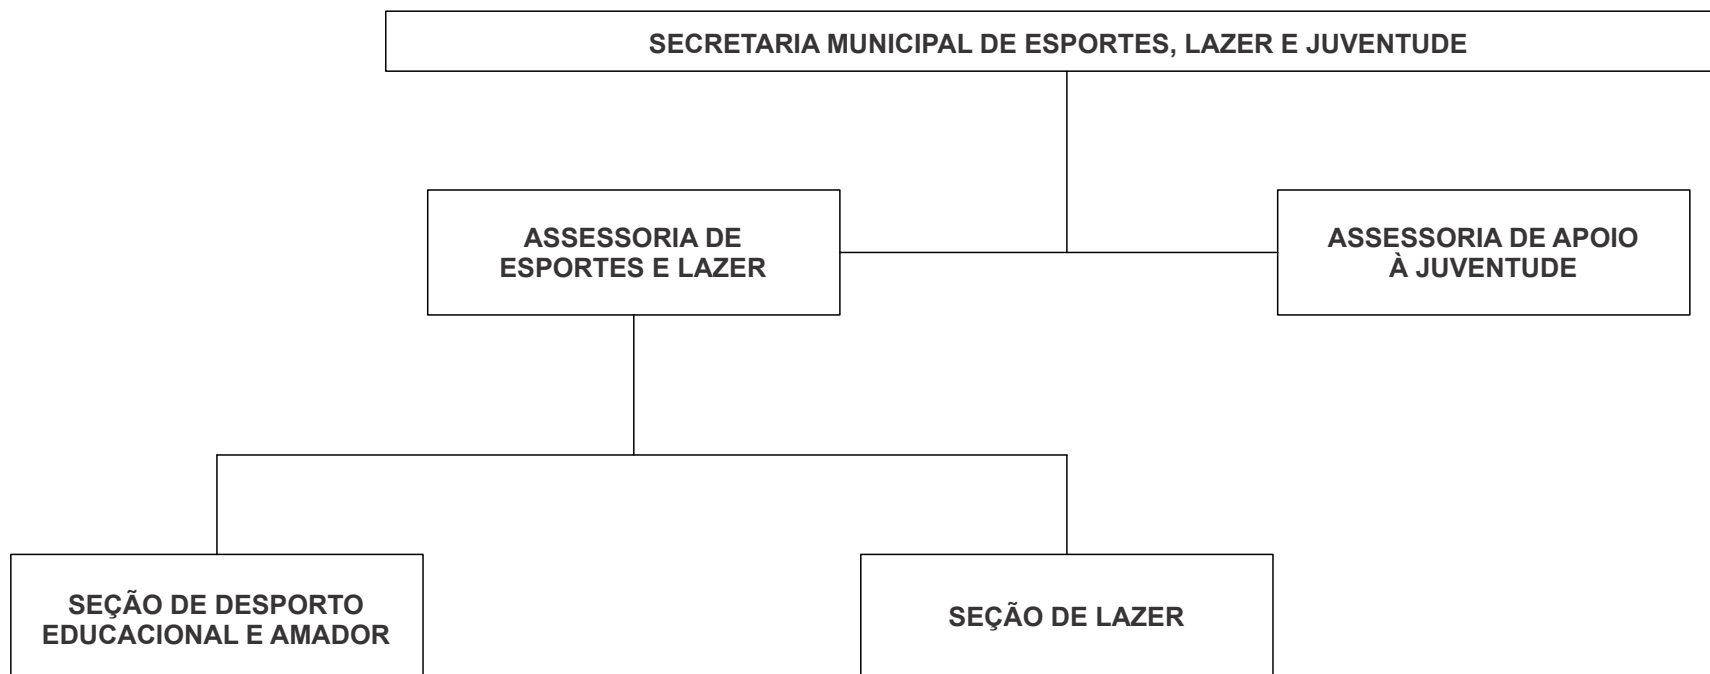 SECRETARIA MUNICIPAL DE ESPORTES, LAZER E JUVENTUDE
ASSESSORIA DE
ESPORTES E LAZER
ASSESSORIA DE APOIO
À JUVENTUDE
SEÇÃO DE DESPORTO
EDUCACIONAL E AMADOR
SEÇÃO DE LAZER